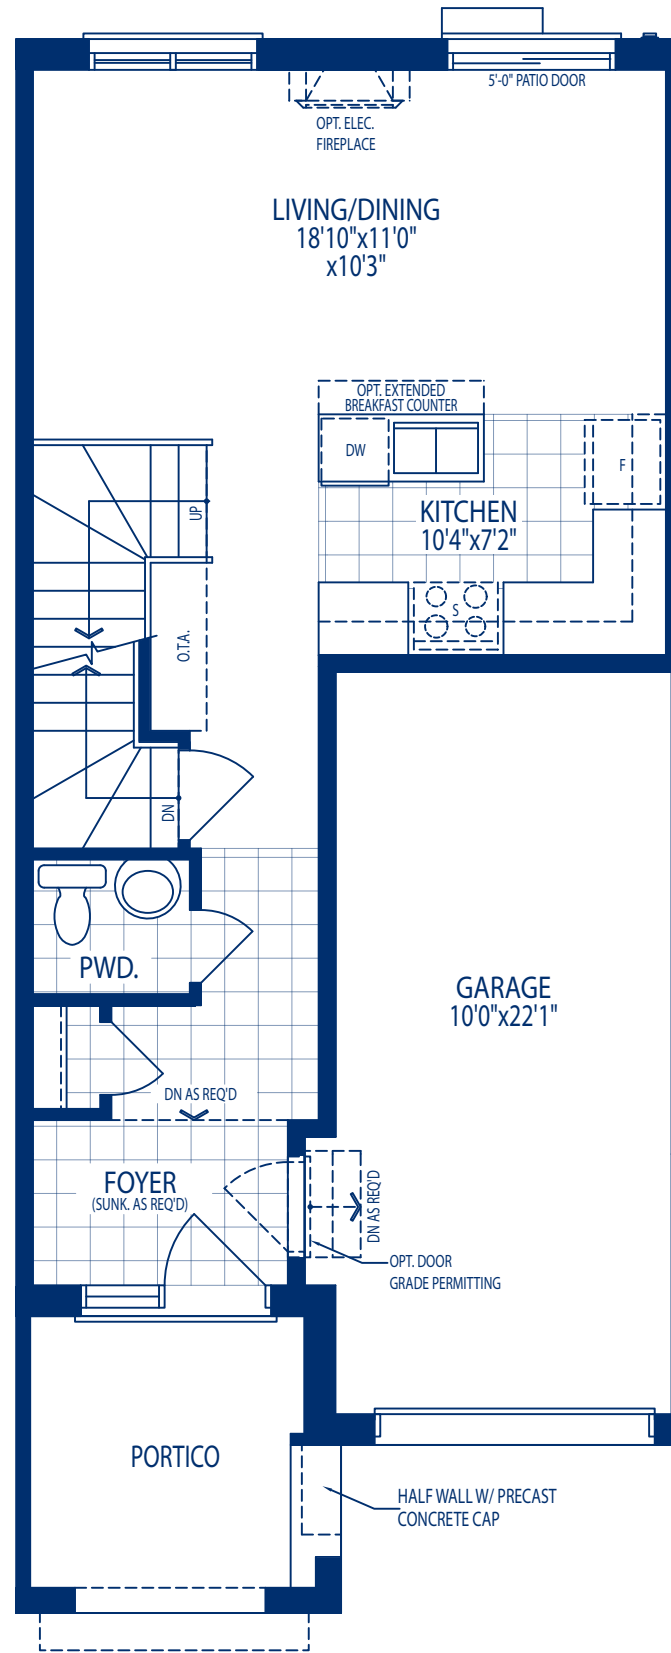 5'-0" PATIO DOOR
OPT. ELEC.
FIREPLACE
LIVING/DINING
18'10"x11'0"
x10'3"
OPT. EXTENDED
BREAKFAST COUNTER
DW
F
KITCHEN
10'4"x7'2"
UP
S
O.T.A.
DN
PWD.
GARAGE
10'0"x22'1"
DN AS REQ'D
FOYER
(SUNK. AS REQ'D)
DN AS REQ'D
OPT. DOOR
GRADE PERMITTING
PORTICO
HALF WALL W/ PRECAST
CONCRETE CAP